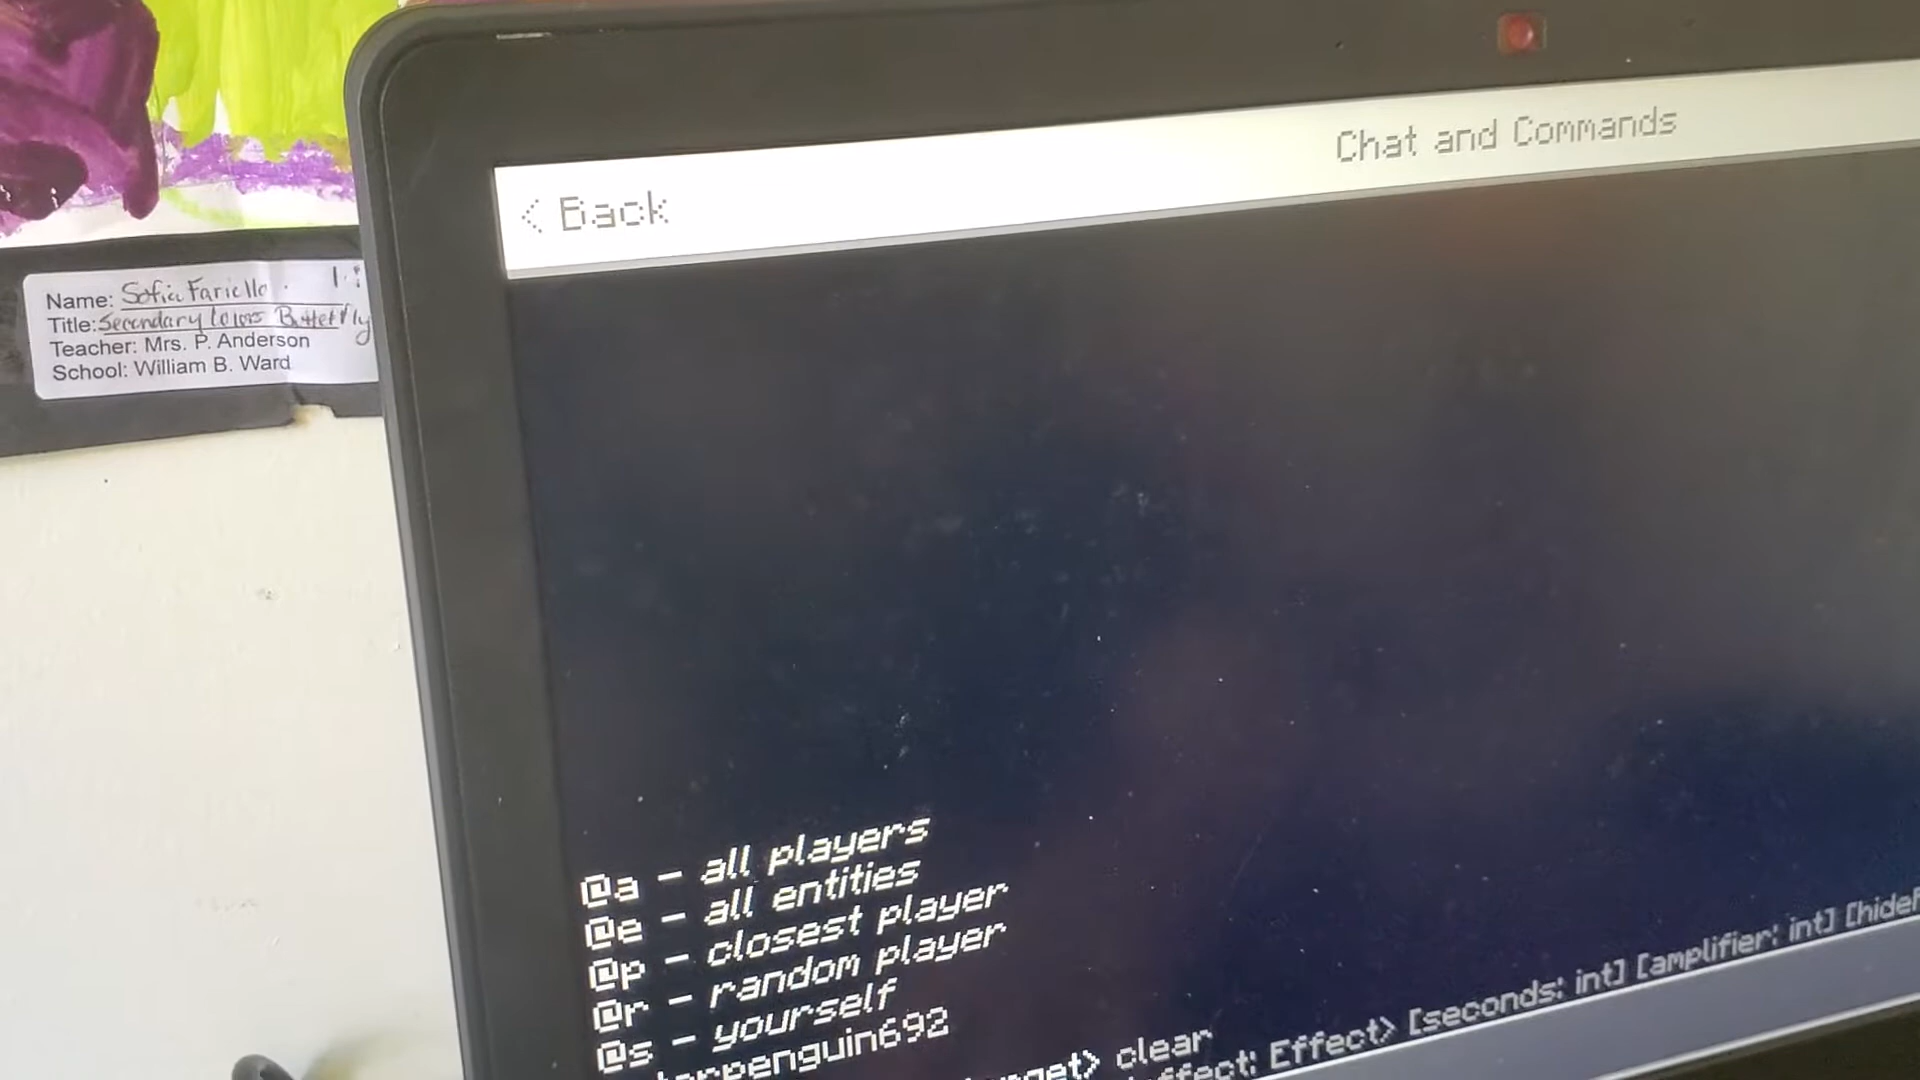 Chat and Commands
< Back
Name: Sofia Fariello
Title: Secondary Colors Butterfly
Teacher: Mrs. P. Anderson
School: William B. Ward
@a - all players
@e - all entities
@p - closest player
@r - random player
@s - yourself
penguin692
clear
Effect> [seconds: int] [amplifier: int]